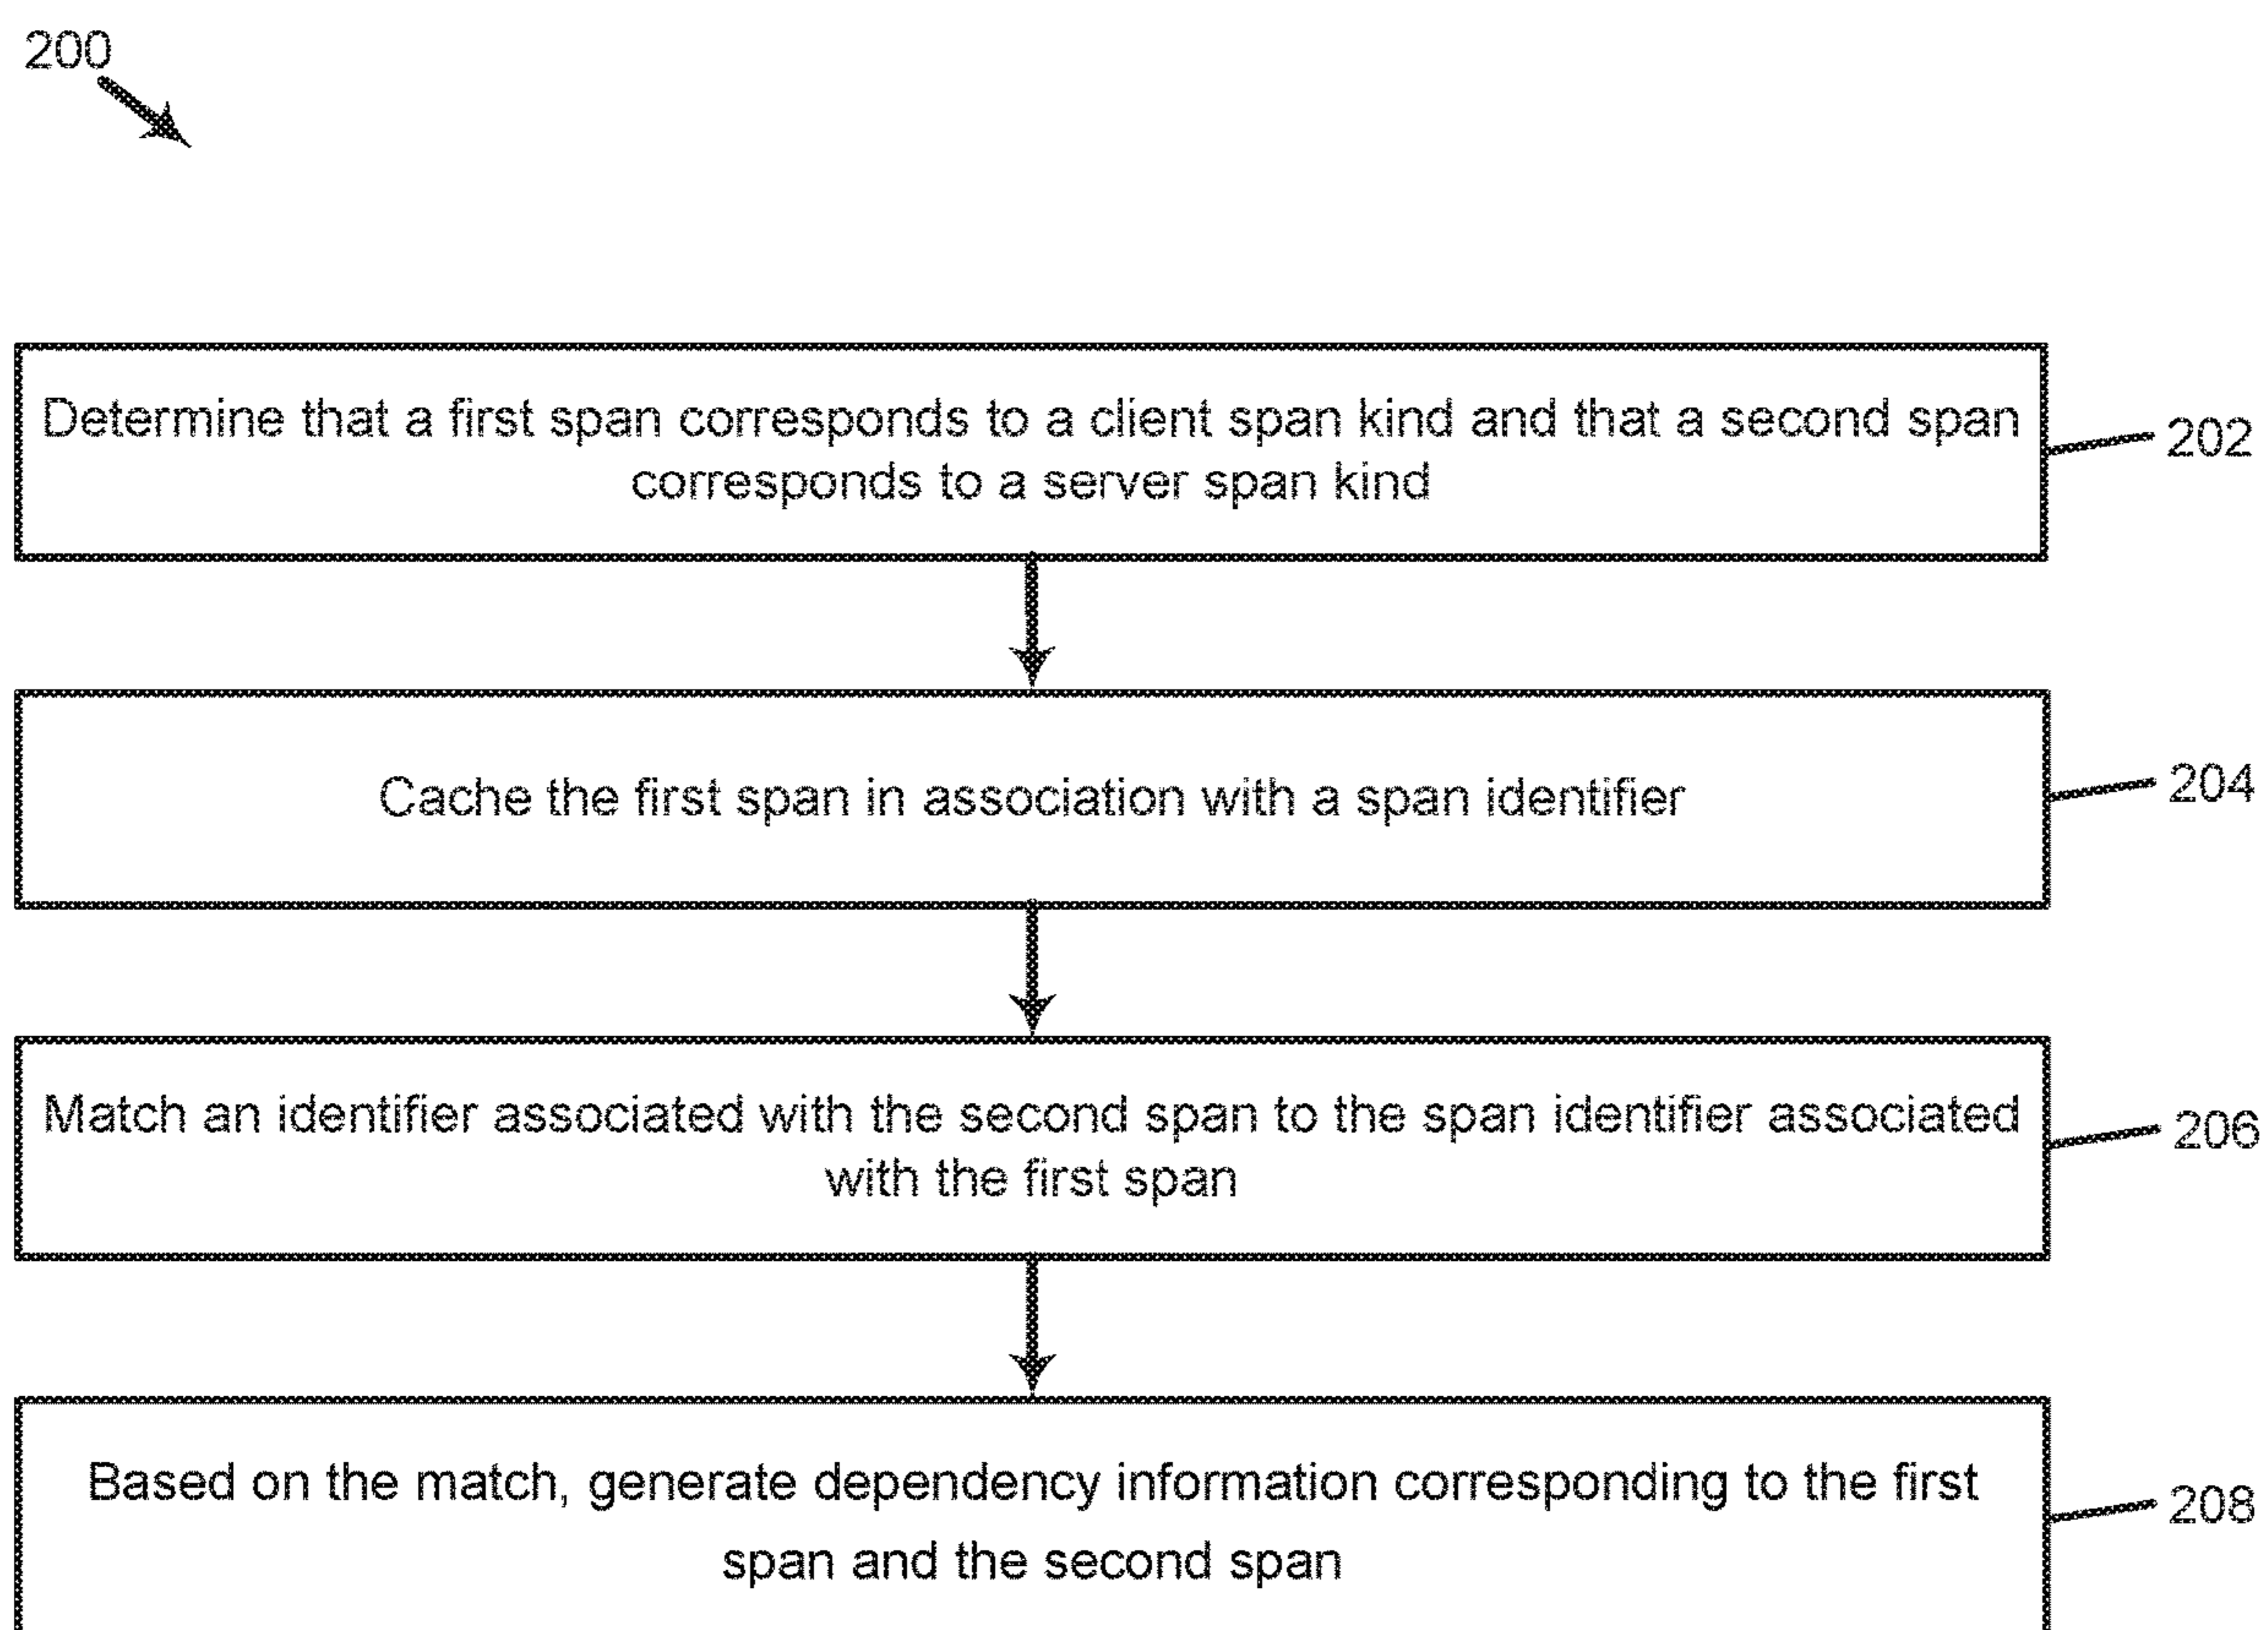 200
Determine that a first span corresponds to a client span kind and that a second span
corresponds to a server span kind
202
Cache the first span in association with a span identifier
204
Match an identifier associated with the second span to the span identifier associated
with the first span
206
Based on the match, generate dependency information corresponding to the first
span and the second span
208